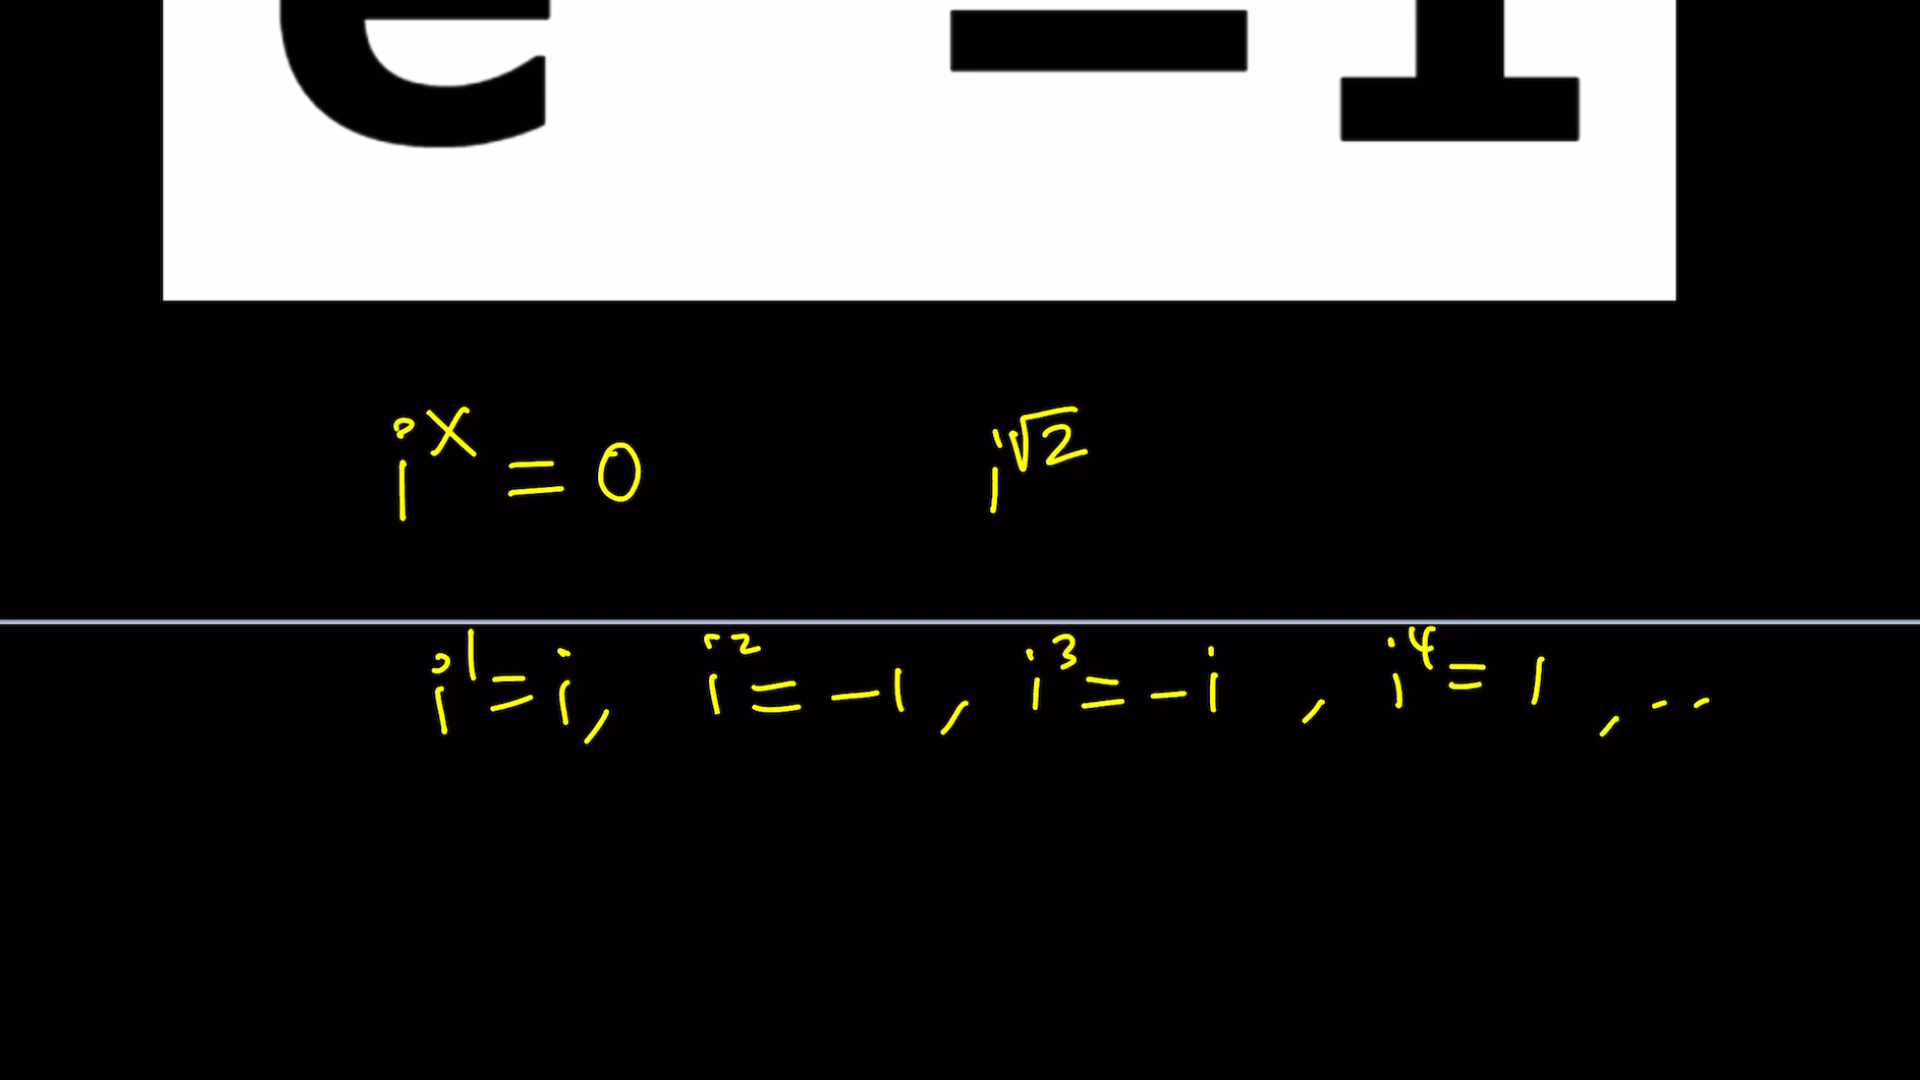 e = i
i^x = 0 i^√2
i^1 = i, i^2 = -1, i^3 = -i, i^4 = 1, ...